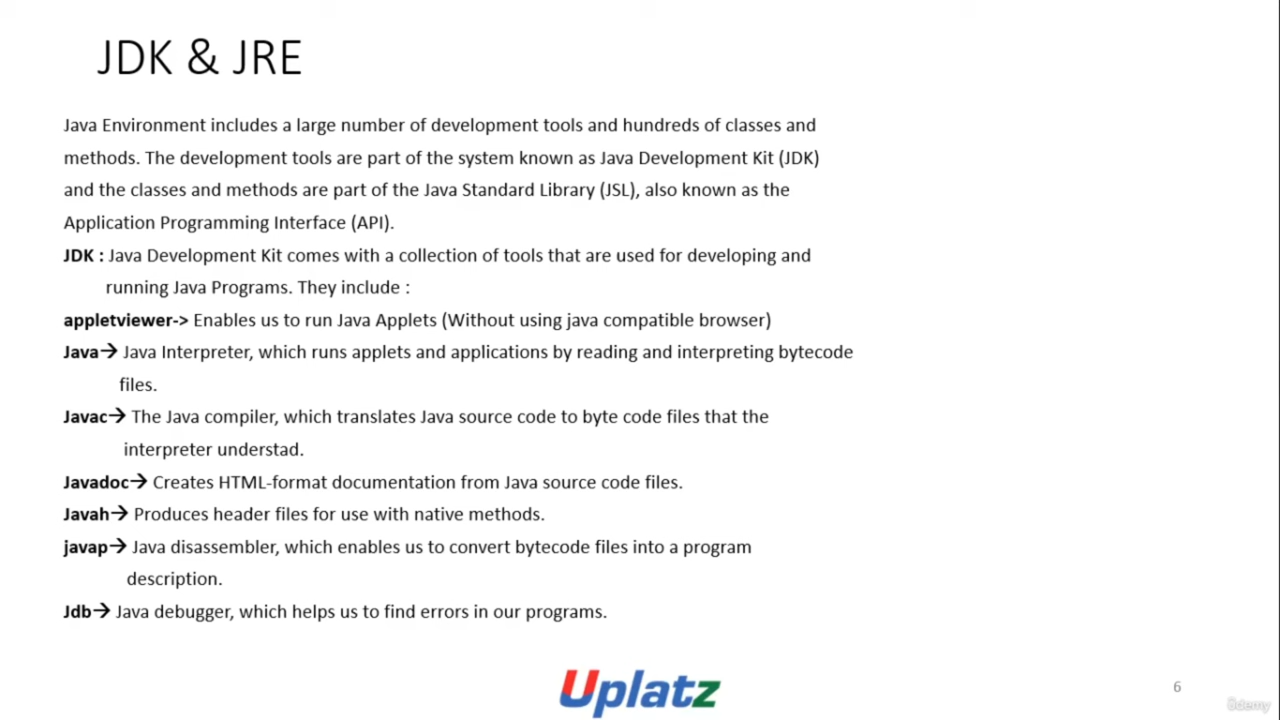 JDK & JRE
Java Environment includes a large number of development tools and hundreds of classes and
methods. The development tools are part of the system known as Java Development Kit (JDK)
and the classes and methods are part of the Java Standard Library (JSL), also known as the
Application Programming Interface (API).
JDK : Java Development Kit comes with a collection of tools that are used for developing and
running Java Programs. They include :
appletviewer-> Enables us to run Java Applets (Without using java compatible browser)
Java→ Java Interpreter, which runs applets and applications by reading and interpreting bytecode
files.
Javac→ The Java compiler, which translates Java source code to byte code files that the
interpreter understad.
Javadoc→ Creates HTML-format documentation from Java source code files.
Javah→ Produces header files for use with native methods.
javap→ Java disassembler, which enables us to convert bytecode files into a program
description.
Jdb→ Java debugger, which helps us to find errors in our programs.
Uplatz
6
ûdemy